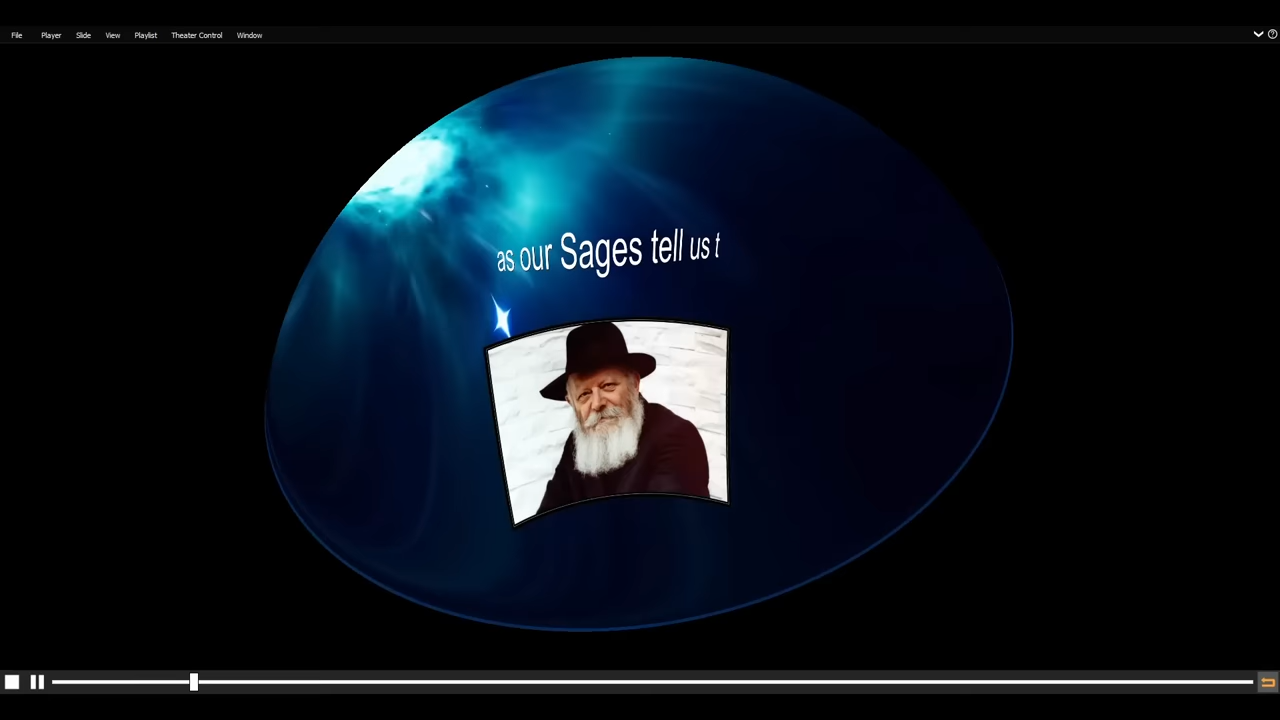 File Player Slide View Playlist Theater Control Window
as our Sages tell us t